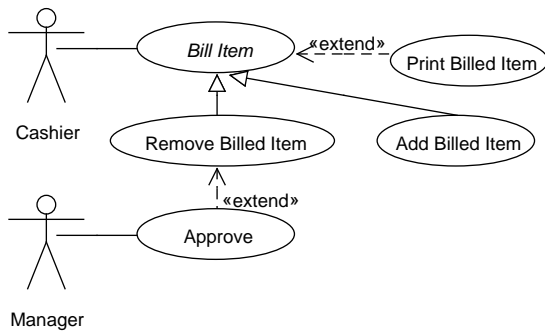 Bill Item
«extend»
Print Billed Item
Cashier
Remove Billed Item
Add Billed Item
«extend»
Approve
Manager